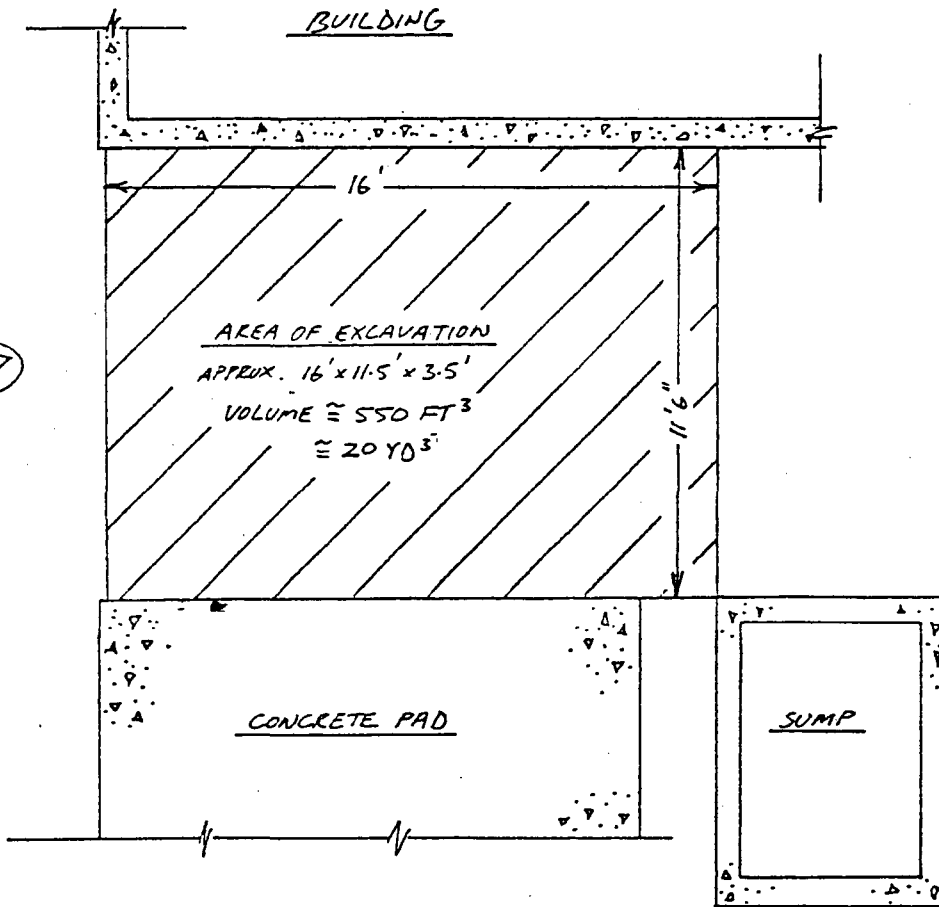 BUILDING
16'
AREA OF EXCAVATION
APPRUX. 16' x 11.5' x 3.5'
VOLUME ≅ 550 FT³
≅ 20 YD³
11'6"
CONCRETE PAD
SUMP